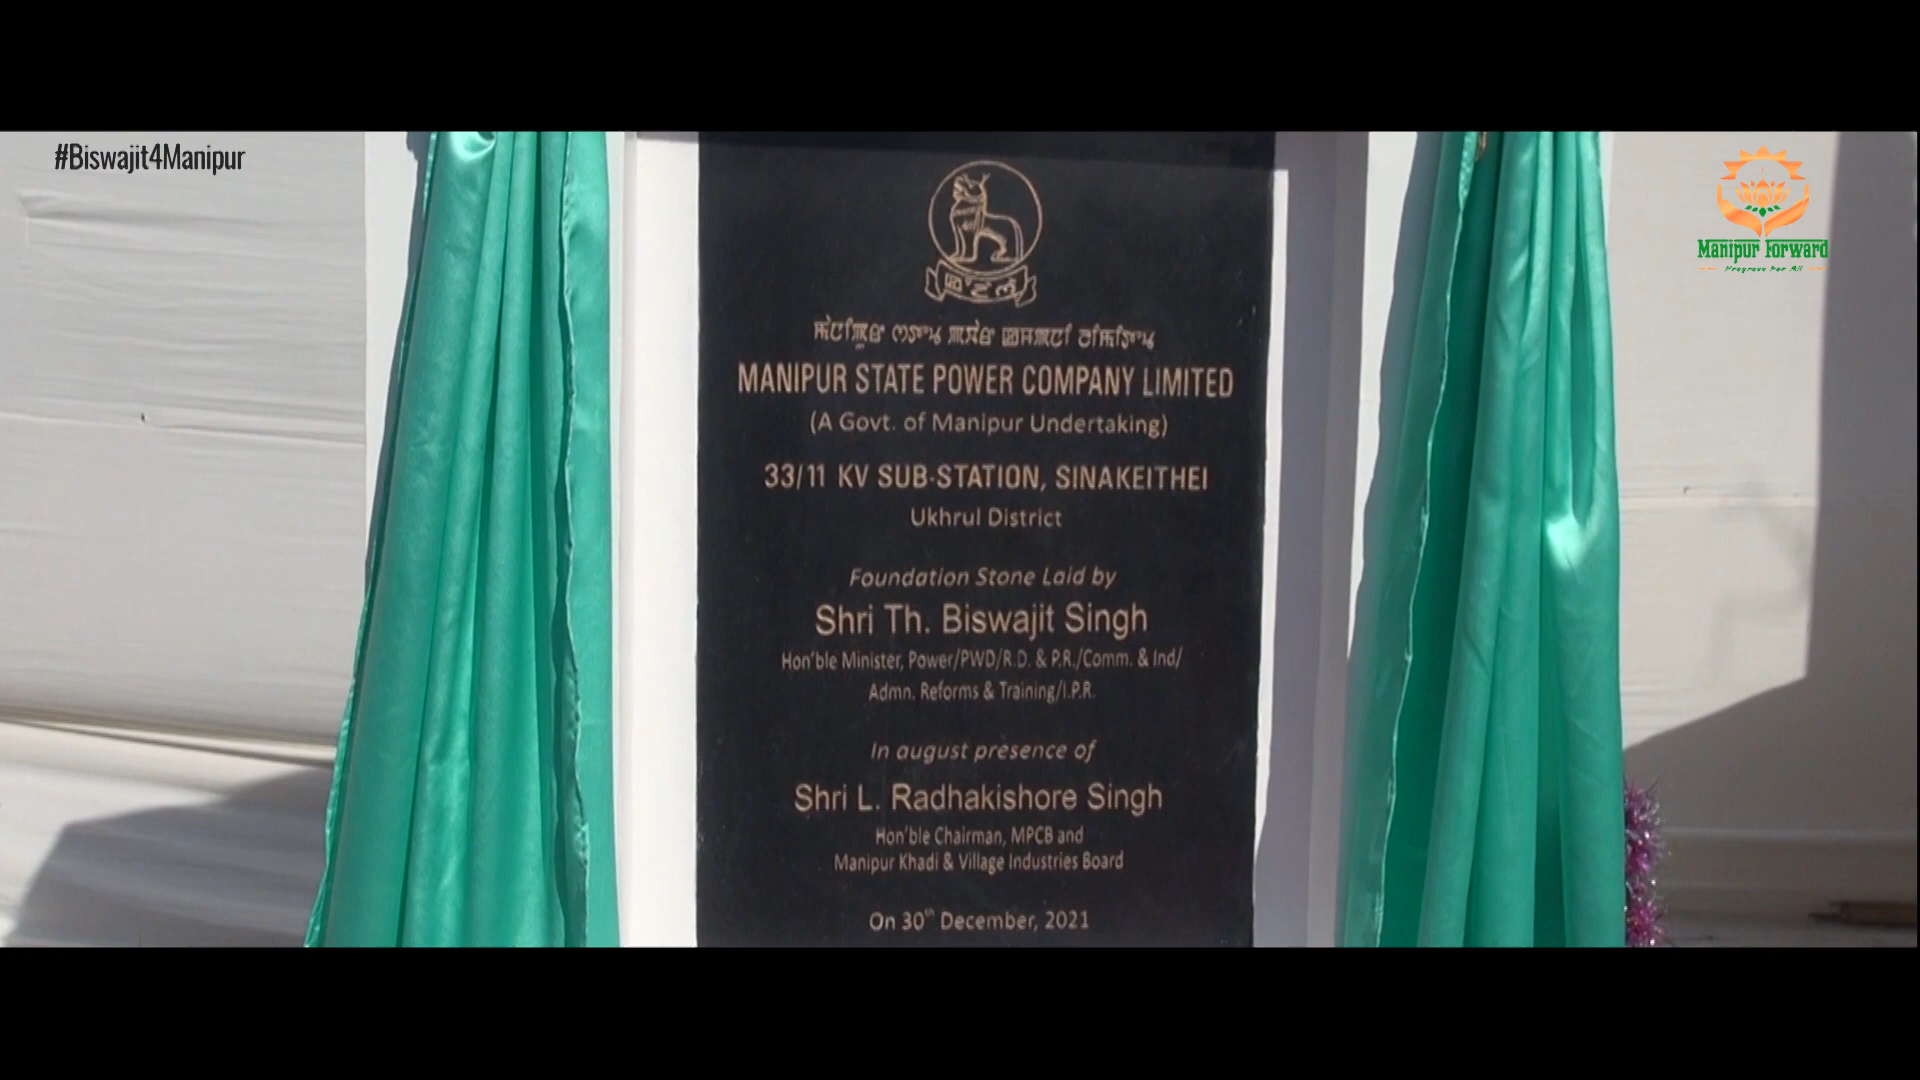 #Biswajit4Manipur
Manipur Forward
Progress For All
MANIPUR STATE POWER COMPANY LIMITED
(A Govt. of Manipur Undertaking)
33/11 KV SUB-STATION, SINAKEITHEI
Ukhrul District
Foundation Stone Laid by
Shri Th. Biswajit Singh
Hon'ble Minister, Power/PWD/R.D. & P.R./Comm. & Ind/
Admn. Reforms & Training/I.P.R.
In august presence of
Shri L. Radhakishore Singh
Hon'ble Chairman, MPCB and
Manipur Khadi & Village Industries Board
On 30th December, 2021